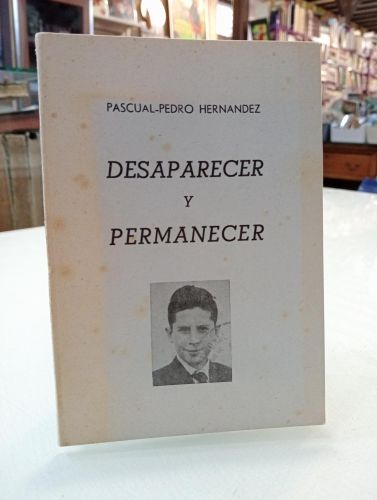 PASCUAL-PEDRO HERNANDEZ
DESAPARECER
Y
PERMANECER